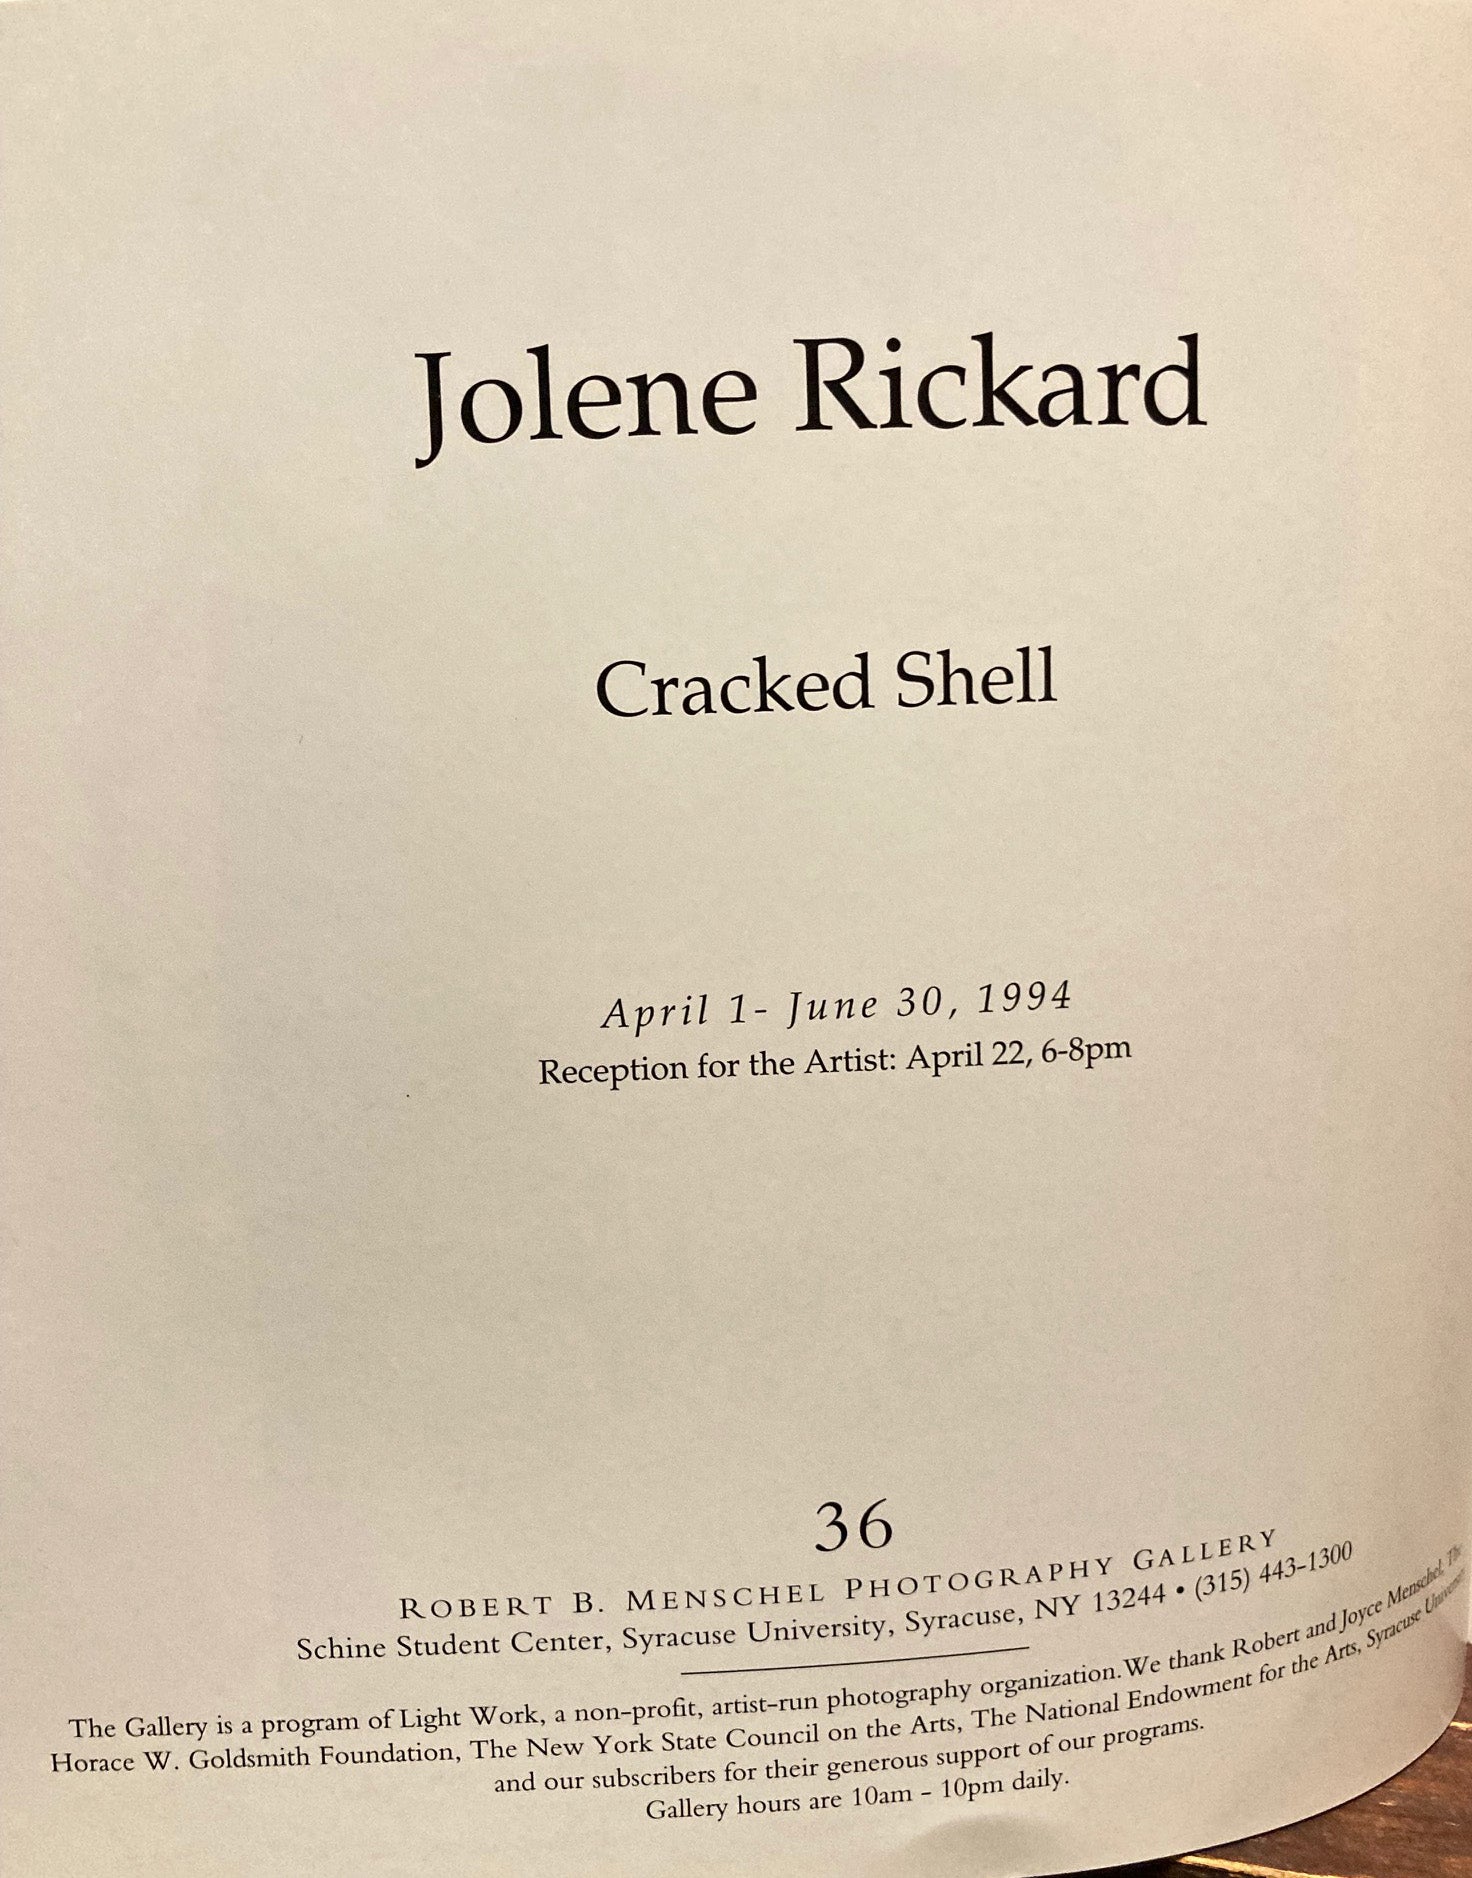 Jolene Rickard
Cracked Shell
April 1- June 30, 1994
Reception for the Artist: April 22, 6-8pm
36
ROBERT B. MENSCHEL PHOTOGRAPHY GALLERY
Schine Student Center, Syracuse University, Syracuse, NY 13244 • (315) 443-1300
The Gallery is a program of Light Work, a non-profit, artist-run photography organization. We thank Robert and Joyce Menschel, The
Horace W. Goldsmith Foundation, The New York State Council on the Arts, The National Endowment for the Arts, Syracuse University
and our subscribers for their generous support of our programs.
Gallery hours are 10am - 10pm daily.